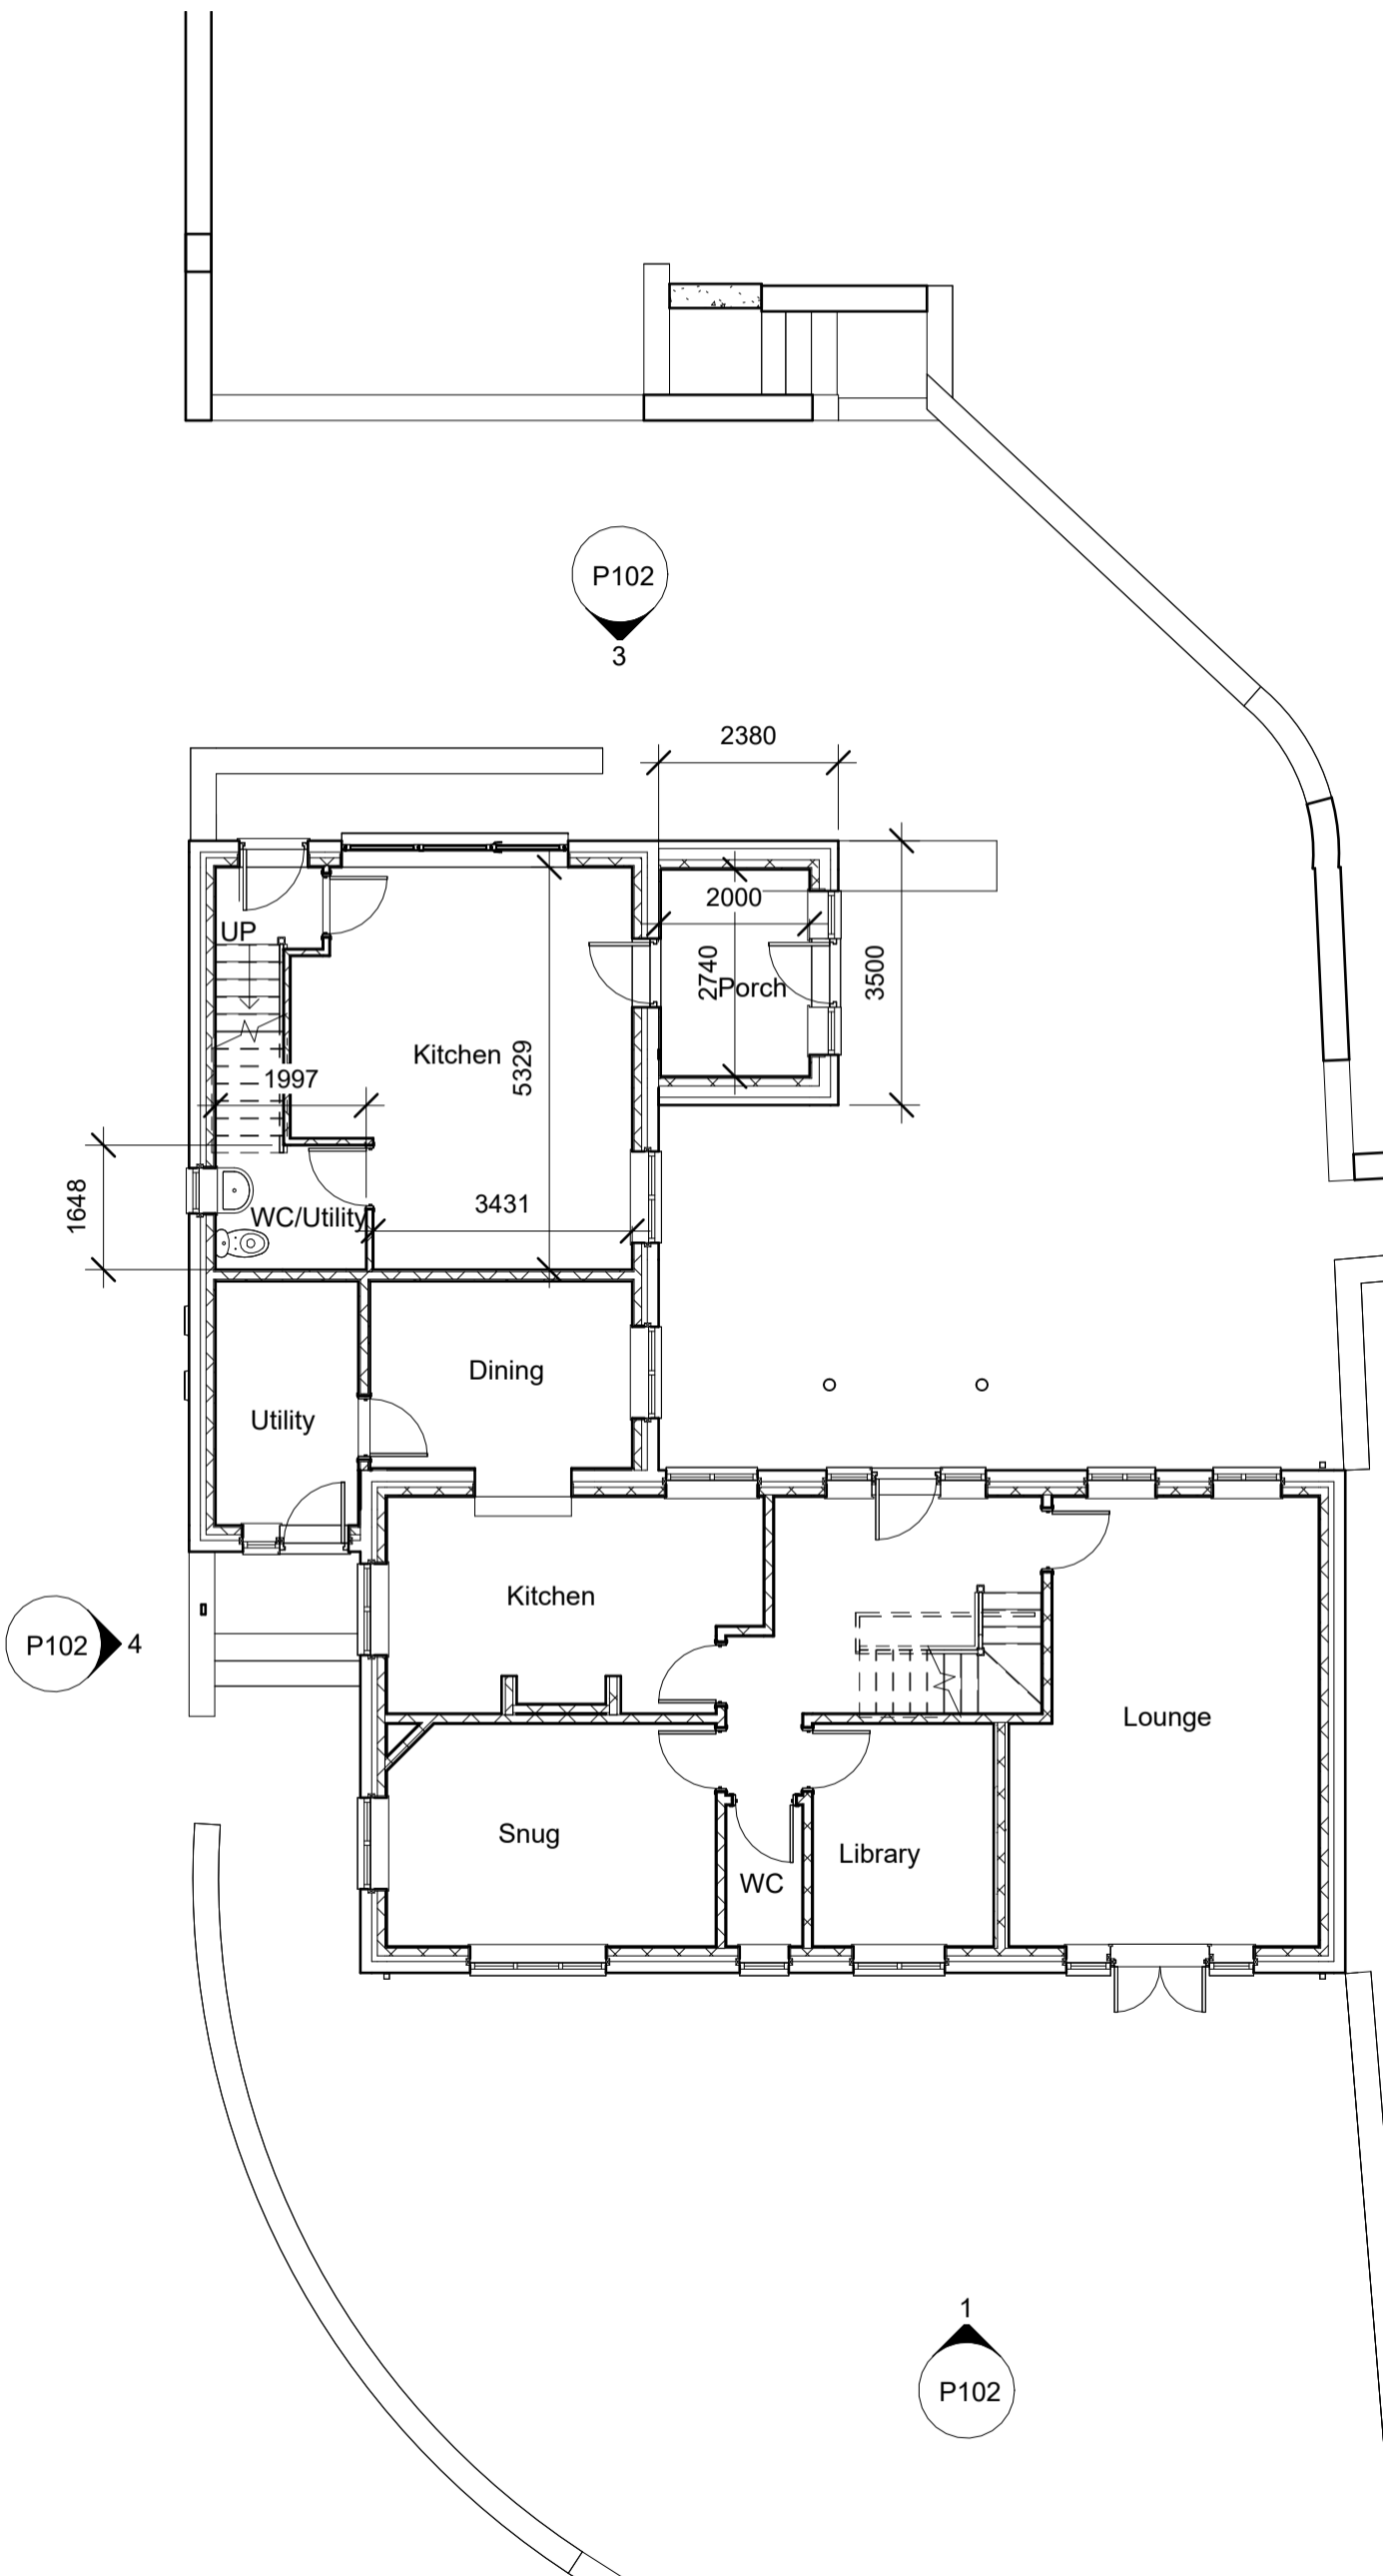 P102
3
2380
UP
2000
2740
Porch
3500
Kitchen
5329
1997
1648
WC/Utility
3431
Dining
Utility
Kitchen
P102
4
Lounge
Snug
Library
WC
1
P102